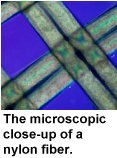 The microscopic
close-up of a
nylon fiber.